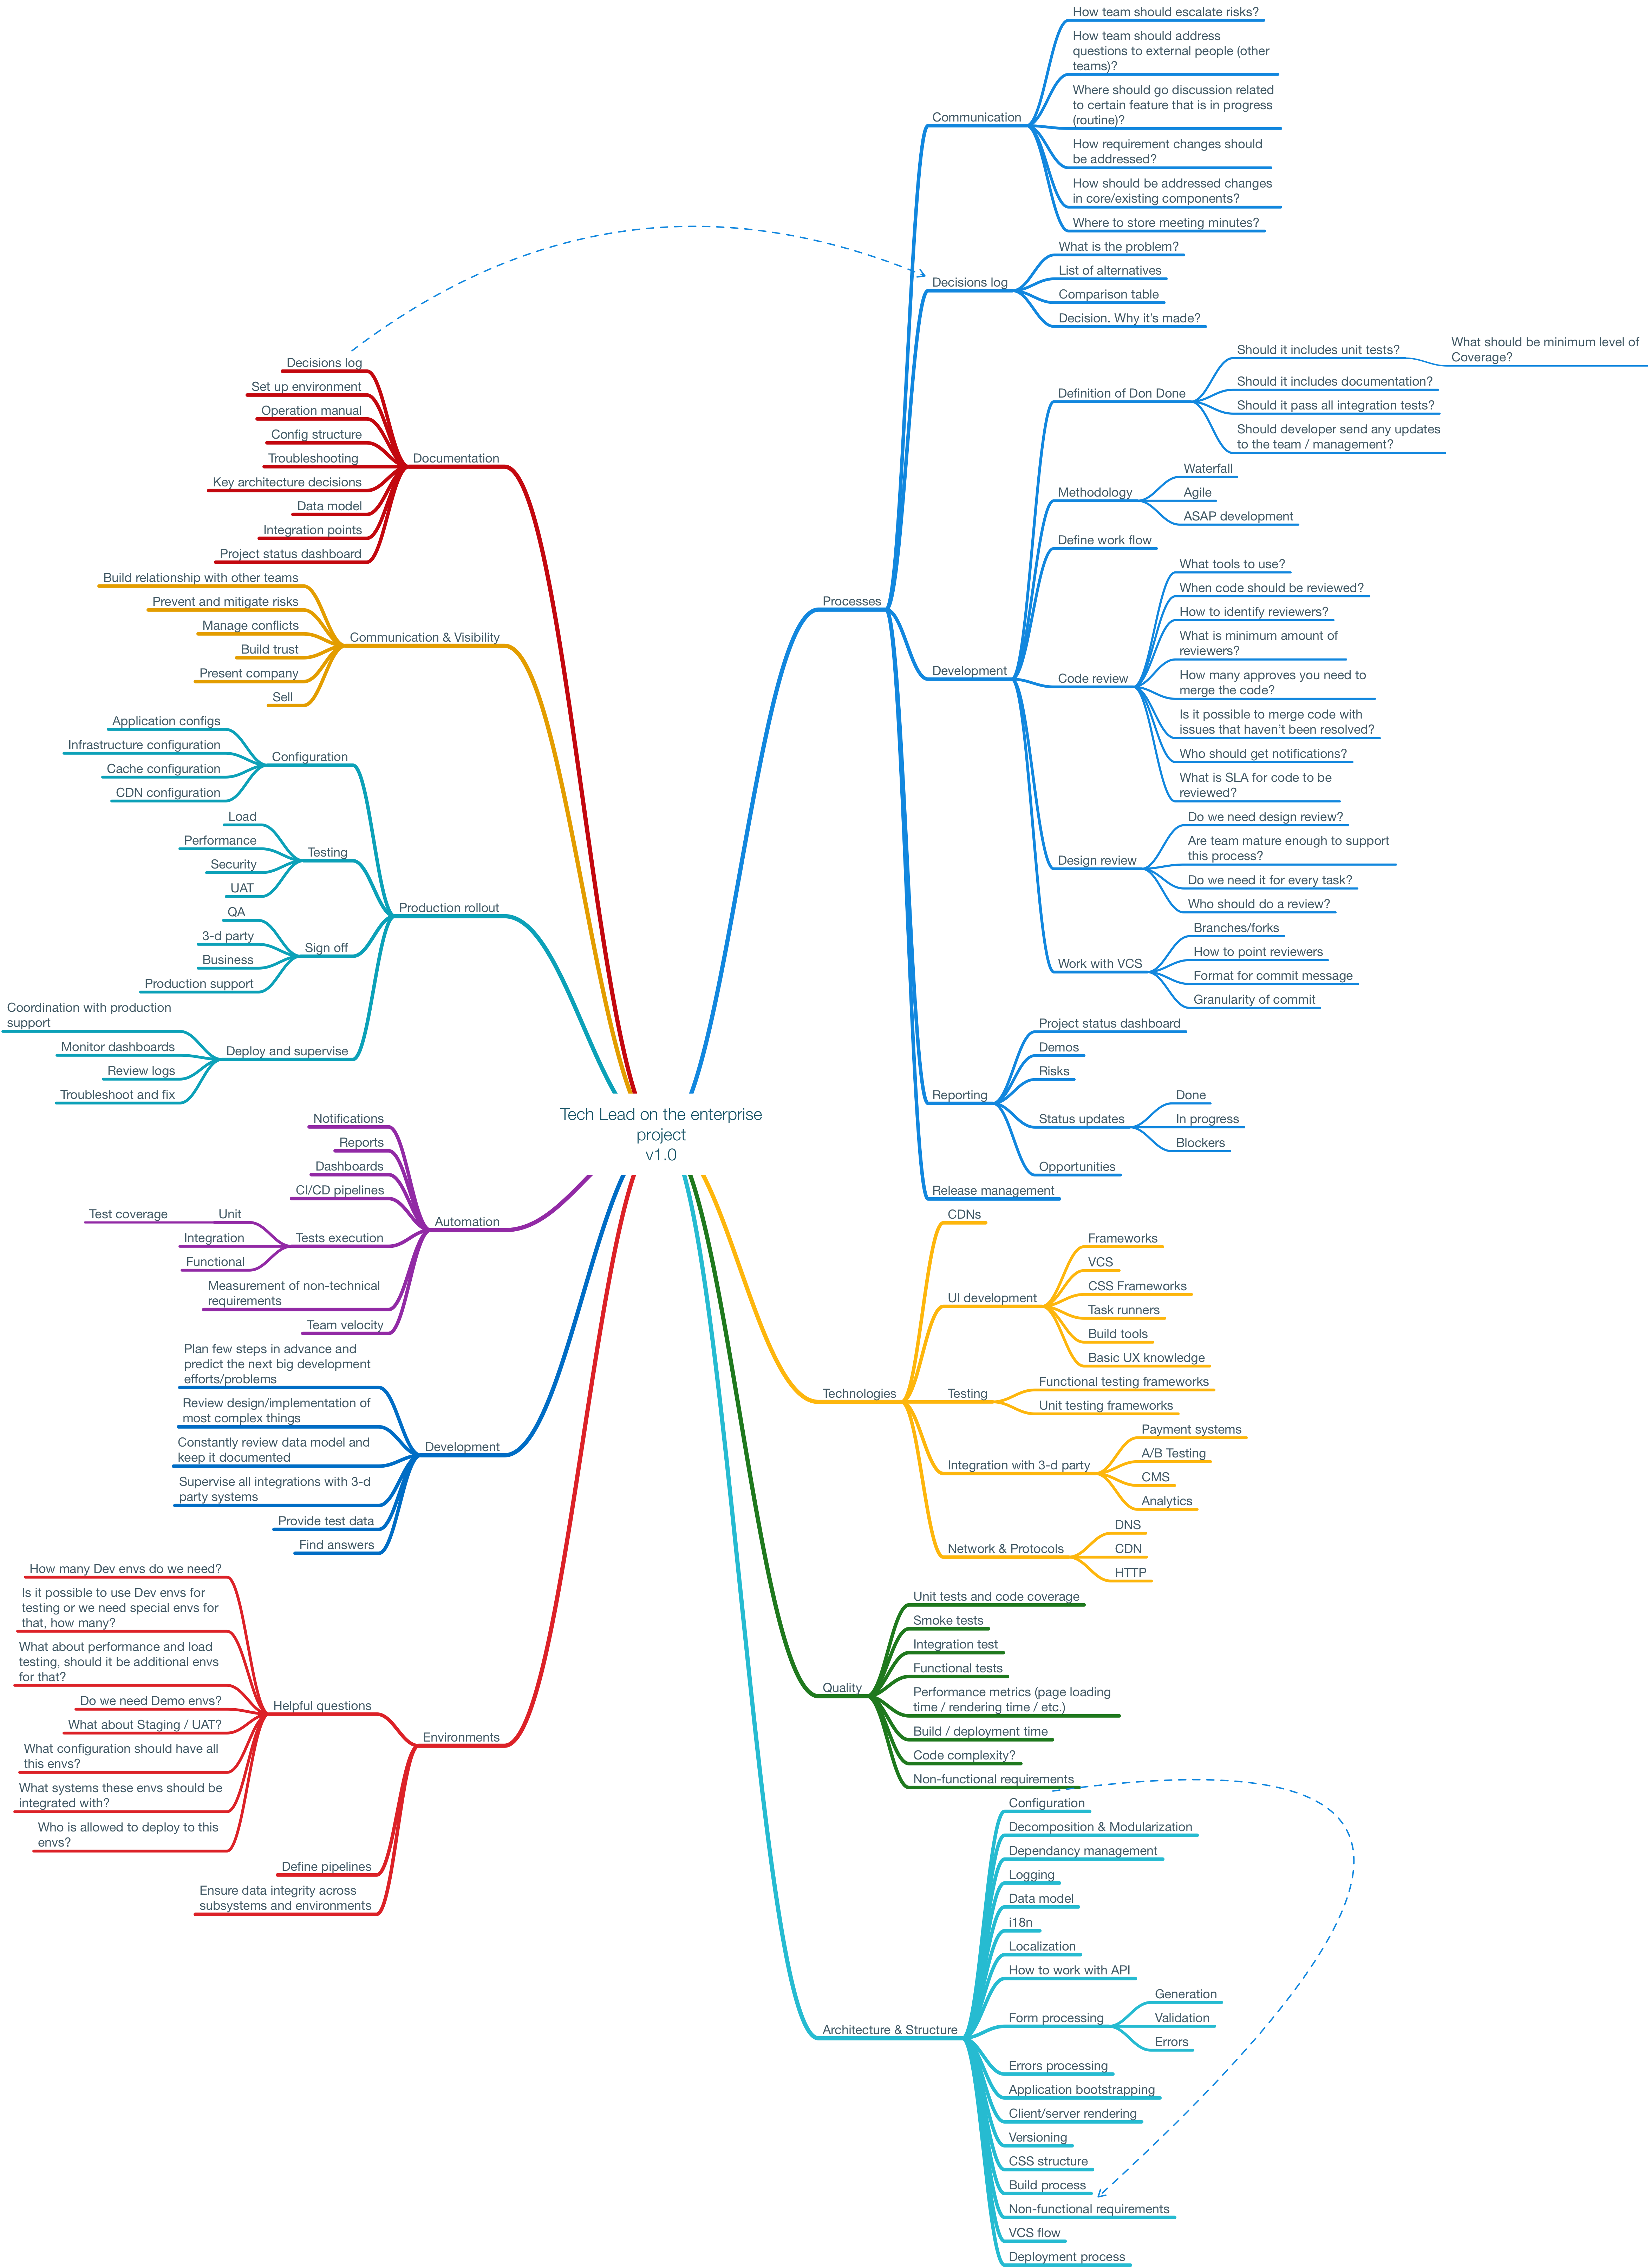 Tech Lead on the enterprise
project
v1.0
Processes
Communication
How team should escalate risks?
How team should address
questions to external people (other
teams)?
Where should go discussion related
to certain feature that is in progress
(routine)?
How requirement changes should
be addressed?
How should be addressed changes
in core/existing components?
Where to store meeting minutes?
Decisions log
What is the problem?
List of alternatives
Comparison table
Decision. Why it’s made?
Development
Definition of Don Done
Should it includes unit tests?
What should be minimum level of
Coverage?
Should it includes documentation?
Should it pass all integration tests?
Should developer send any updates
to the team / management?
Methodology
Waterfall
Agile
ASAP development
Define work flow
Code review
What tools to use?
When code should be reviewed?
How to identify reviewers?
What is minimum amount of
reviewers?
How many approves you need to
merge the code?
Is it possible to merge code with
issues that haven’t been resolved?
Who should get notifications?
What is SLA for code to be
reviewed?
Design review
Do we need design review?
Are team mature enough to support
this process?
Do we need it for every task?
Who should do a review?
Work with VCS
Branches/forks
How to point reviewers
Format for commit message
Granularity of commit
Reporting
Project status dashboard
Demos
Risks
Status updates
Done
In progress
Blockers
Opportunities
Release management
Technologies
CDNs
UI development
Frameworks
VCS
CSS Frameworks
Task runners
Build tools
Basic UX knowledge
Testing
Functional testing frameworks
Unit testing frameworks
Integration with 3-d party
Payment systems
A/B Testing
CMS
Analytics
Network & Protocols
DNS
CDN
HTTP
Quality
Unit tests and code coverage
Smoke tests
Integration test
Functional tests
Performance metrics (page loading
time / rendering time / etc.)
Build / deployment time
Code complexity?
Non-functional requirements
Architecture & Structure
Configuration
Decomposition & Modularization
Dependancy management
Logging
Data model
i18n
Localization
How to work with API
Form processing
Generation
Validation
Errors
Errors processing
Application bootstrapping
Client/server rendering
Versioning
CSS structure
Build process
Non-functional requirements
VCS flow
Deployment process
Documentation
Decisions log
Set up environment
Operation manual
Config structure
Troubleshooting
Key architecture decisions
Data model
Integration points
Project status dashboard
Communication & Visibility
Build relationship with other teams
Prevent and mitigate risks
Manage conflicts
Build trust
Present company
Sell
Production rollout
Configuration
Application configs
Infrastructure configuration
Cache configuration
CDN configuration
Testing
Load
Performance
Security
UAT
Sign off
QA
3-d party
Business
Production support
Deploy and supervise
Coordination with production
support
Monitor dashboards
Review logs
Troubleshoot and fix
Automation
Notifications
Reports
Dashboards
CI/CD pipelines
Tests execution
Unit
Test coverage
Integration
Functional
Measurement of non-technical
requirements
Team velocity
Development
Plan few steps in advance and
predict the next big development
efforts/problems
Review design/implementation of
most complex things
Constantly review data model and
keep it documented
Supervise all integrations with 3-d
party systems
Provide test data
Find answers
Environments
Helpful questions
How many Dev envs do we need?
Is it possible to use Dev envs for
testing or we need special envs for
that, how many?
What about performance and load
testing, should it be additional envs
for that?
Do we need Demo envs?
What about Staging / UAT?
What configuration should have all
this envs?
What systems these envs should be
integrated with?
Who is allowed to deploy to this
envs?
Define pipelines
Ensure data integrity across
subsystems and environments